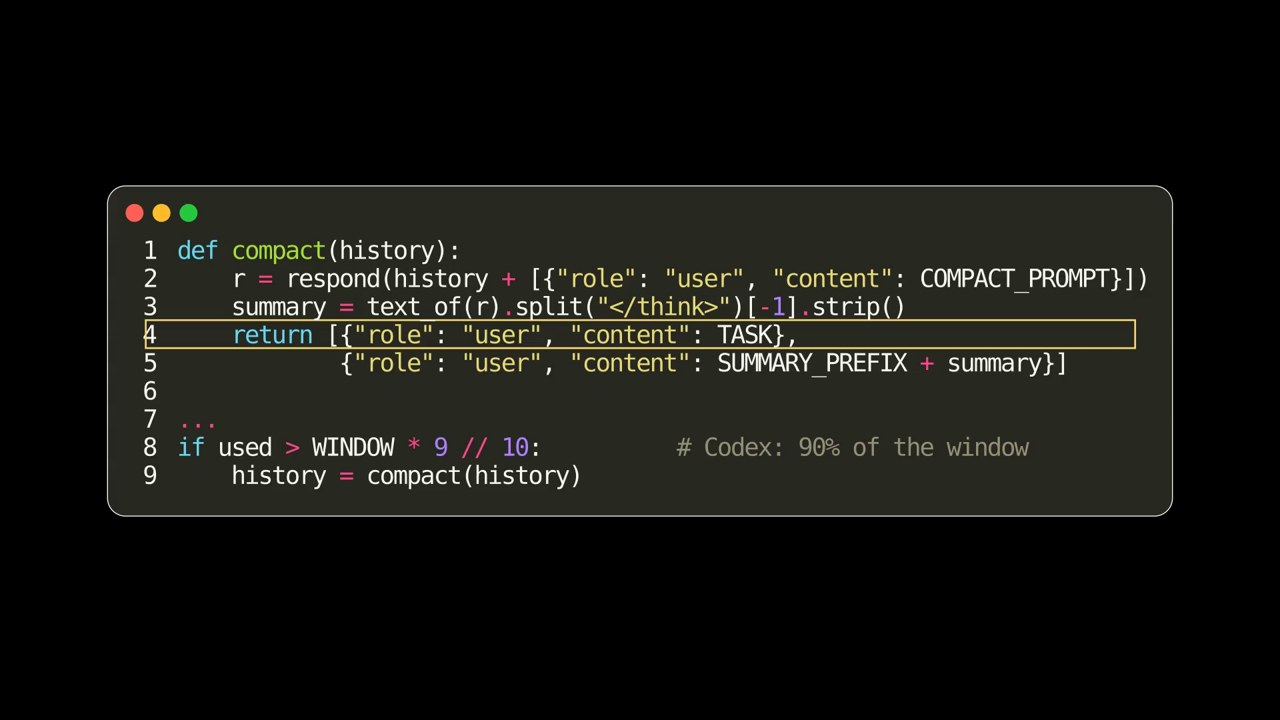 1 def compact(history):
2     r = respond(history + [{"role": "user", "content": COMPACT_PROMPT}])
3     summary = text_of(r).split("</think>")[-1].strip()
4     return [{"role": "user", "content": TASK},
5             {"role": "user", "content": SUMMARY_PREFIX + summary}]
6
7 ...
8 if used > WINDOW * 9 // 10:          # Codex: 90% of the window
9     history = compact(history)